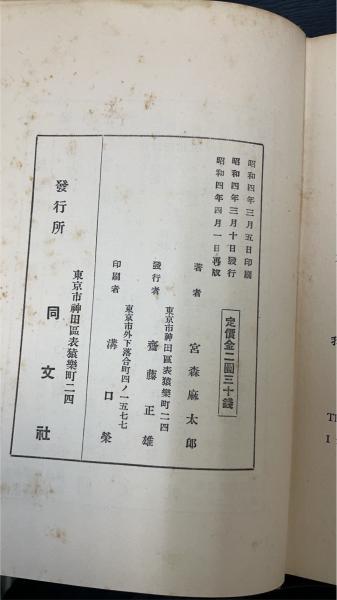 昭和四年三月五日印刷
昭和四年三月十日發行
昭和四年四月一日再版
定價金二圓三十錢
著者 宮森麻太郎
東京市神田區表猿樂町二四
發行者 齋藤正雄
東京市外下落合町四ノ一五七七
印刷者 溝口榮
發行所 東京市神田區表猿樂町二四 同文社
I